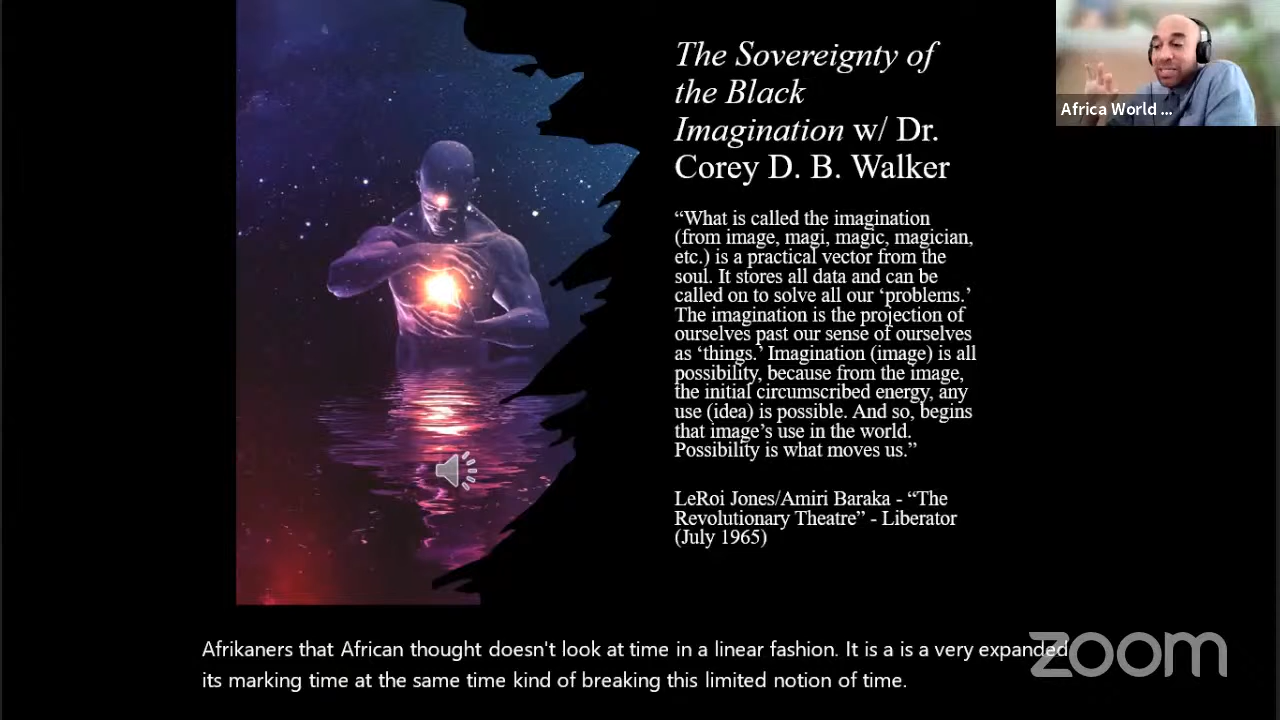 The Sovereignty of
the Black
Imagination w/ Dr.
Corey D. B. Walker
“What is called the imagination
(from image, magi, magic, magician,
etc.) is a practical vector from the
soul. It stores all data and can be
called on to solve all our ‘problems.’
The imagination is the projection of
ourselves past our sense of ourselves
as ‘things.’ Imagination (image) is all
possibility, because from the image,
the initial circumscribed energy, any
use (idea) is possible. And so, begins
that image’s use in the world.
Possibility is what moves us.”
LeRoi Jones/Amiri Baraka - “The
Revolutionary Theatre” - Liberator
(July 1965)
Africa World ...
Afrikaners that African thought doesn't look at time in a linear fashion. It is a is a very expanded
its marking time at the same time kind of breaking this limited notion of time.
zoom